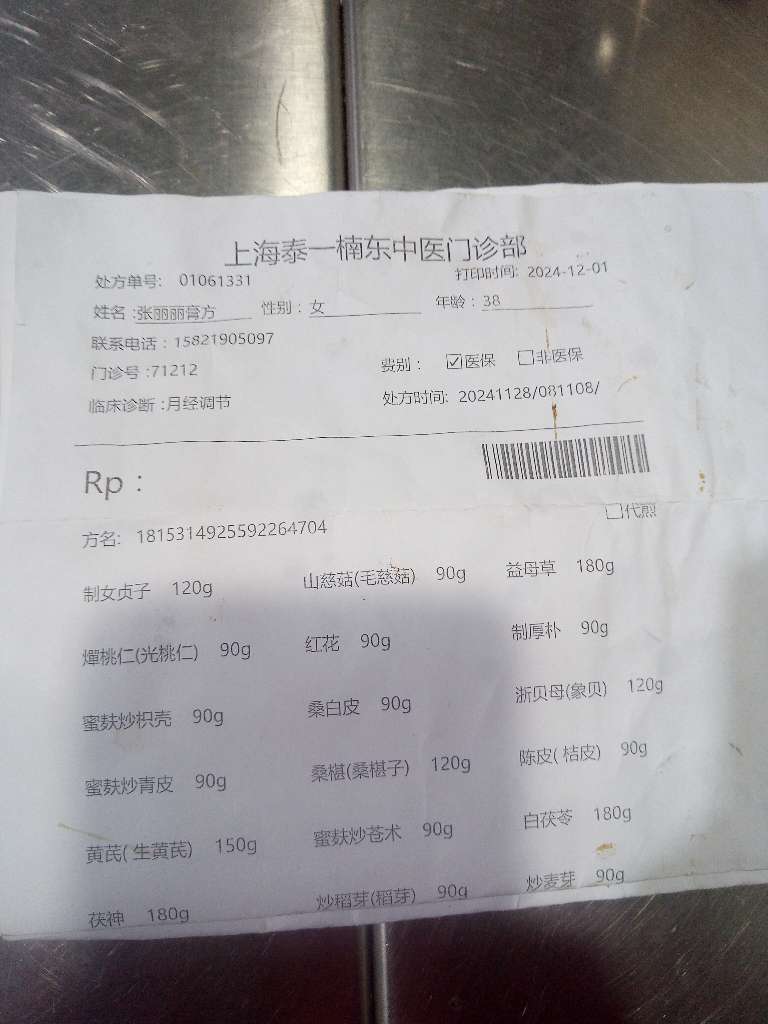 上海泰一楠东中医门诊部
处方单号: 01061331 打印时间: 2024-12-01
姓名:张丽丽膏方 性别:女 年龄:38
联系电话:15821905097
门诊号:71212 费别: ☑医保 □非医保
临床诊断:月经调节 处方时间: 20241128/081108/
Rp:
方名: 1815314925592264704 □代煎
制女贞子 120g 山慈菇(毛慈菇) 90g 益母草 180g
燀桃仁(光桃仁) 90g 红花 90g 制厚朴 90g
蜜麸炒枳壳 90g 桑白皮 90g 浙贝母(象贝) 120g
蜜麸炒青皮 90g 桑椹(桑椹子) 120g 陈皮( 桔皮) 90g
黄芪( 生黄芪) 150g 蜜麸炒苍术 90g 白茯苓 180g
茯神 180g 炒稻芽(稻芽) 90g 炒麦芽 90g